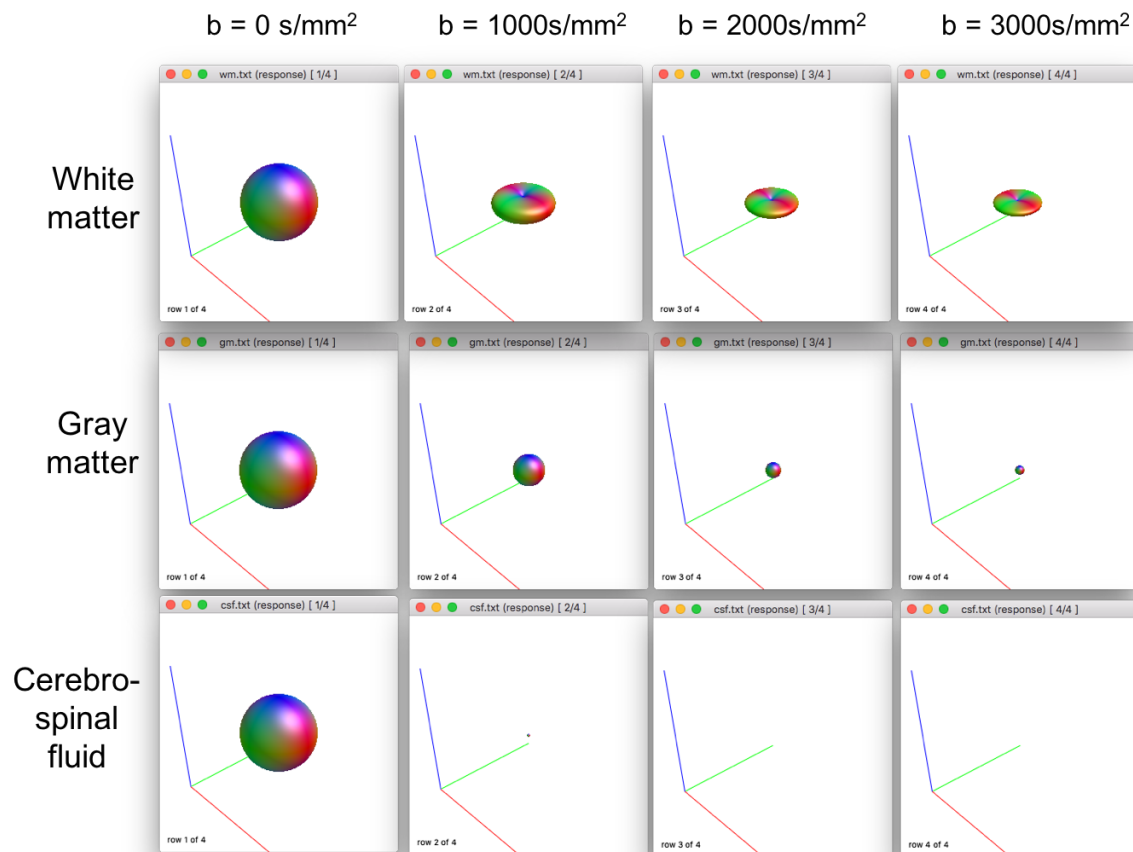 b = 0 s/mm²
b = 1000s/mm²
b = 2000s/mm²
b = 3000s/mm²
White
matter
wm.txt (response) [ 1/4 ]
row 1 of 4
wm.txt (response) [ 2/4 ]
row 2 of 4
wm.txt (response) [ 3/4 ]
row 3 of 4
wm.txt (response) [ 4/4 ]
row 4 of 4
Gray
matter
gm.txt (response) [ 1/4 ]
row 1 of 4
gm.txt (response) [ 2/4 ]
row 2 of 4
gm.txt (response) [ 3/4 ]
row 3 of 4
gm.txt (response) [ 4/4 ]
row 4 of 4
Cerebro-
spinal
fluid
csf.txt (response) [ 1/4 ]
row 1 of 4
csf.txt (response) [ 2/4 ]
row 2 of 4
csf.txt (response) [ 3/4 ]
row 3 of 4
csf.txt (response) [ 4/4 ]
row 4 of 4